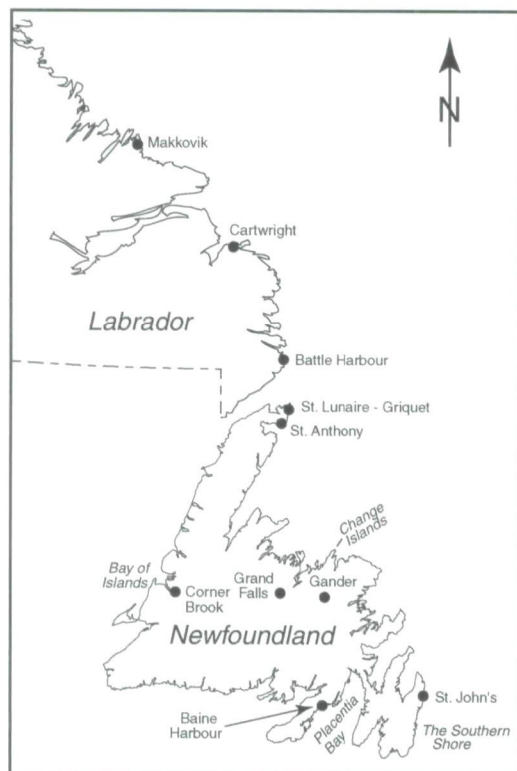 N
Makkovik
Cartwright
Labrador
Battle Harbour
St. Lunaire - Griquet
St. Anthony
Change
Islands
Bay of
Islands
Corner
Brook
Grand
Falls
Gander
Newfoundland
Baine
Harbour
Placentia
Bay
St. John's
The Southern
Shore